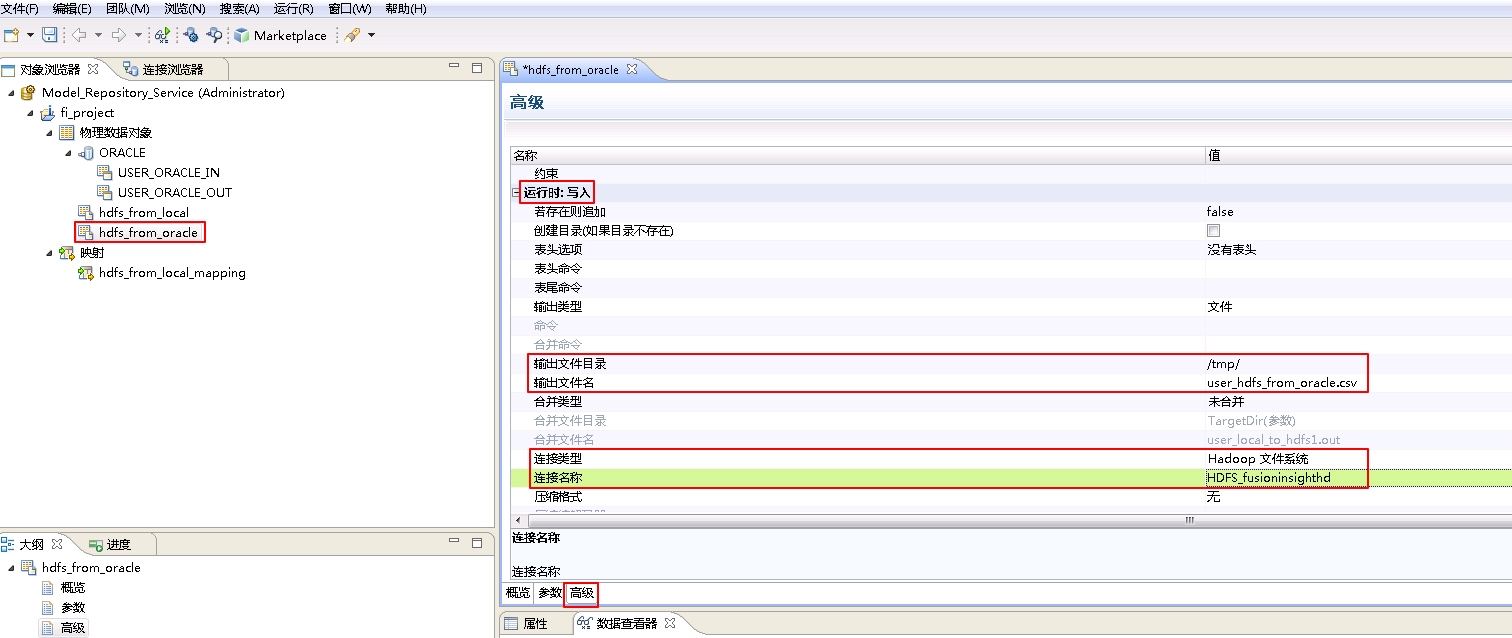 文件(F) 编辑(E) 团队(M) 浏览(N) 搜索(A) 运行(R) 窗口(W) 帮助(H)
Marketplace
对象浏览器
连接浏览器
Model_Repository_Service (Administrator)
fi_project
物理数据对象
ORACLE
USER_ORACLE_IN
USER_ORACLE_OUT
hdfs_from_local
hdfs_from_oracle
映射
hdfs_from_local_mapping
大纲
进度
hdfs_from_oracle
概览
参数
高级
*hdfs_from_oracle
高级
名称 值
约束
运行时: 写入
若存在则追加 false
创建目录(如果目录不存在)
表头选项 没有表头
表头命令
表尾命令
输出类型 文件
命令
合并命令
输出文件目录 /tmp/
输出文件名 user_hdfs_from_oracle.csv
合并类型 未合并
合并文件目录 TargetDir(参数)
合并文件名 user_local_to_hdfs1.out
连接类型 Hadoop 文件系统
连接名称 HDFS_fusioninsighthd
压缩格式 无
连接名称
连接名称
概览 参数 高级
属性 数据查看器